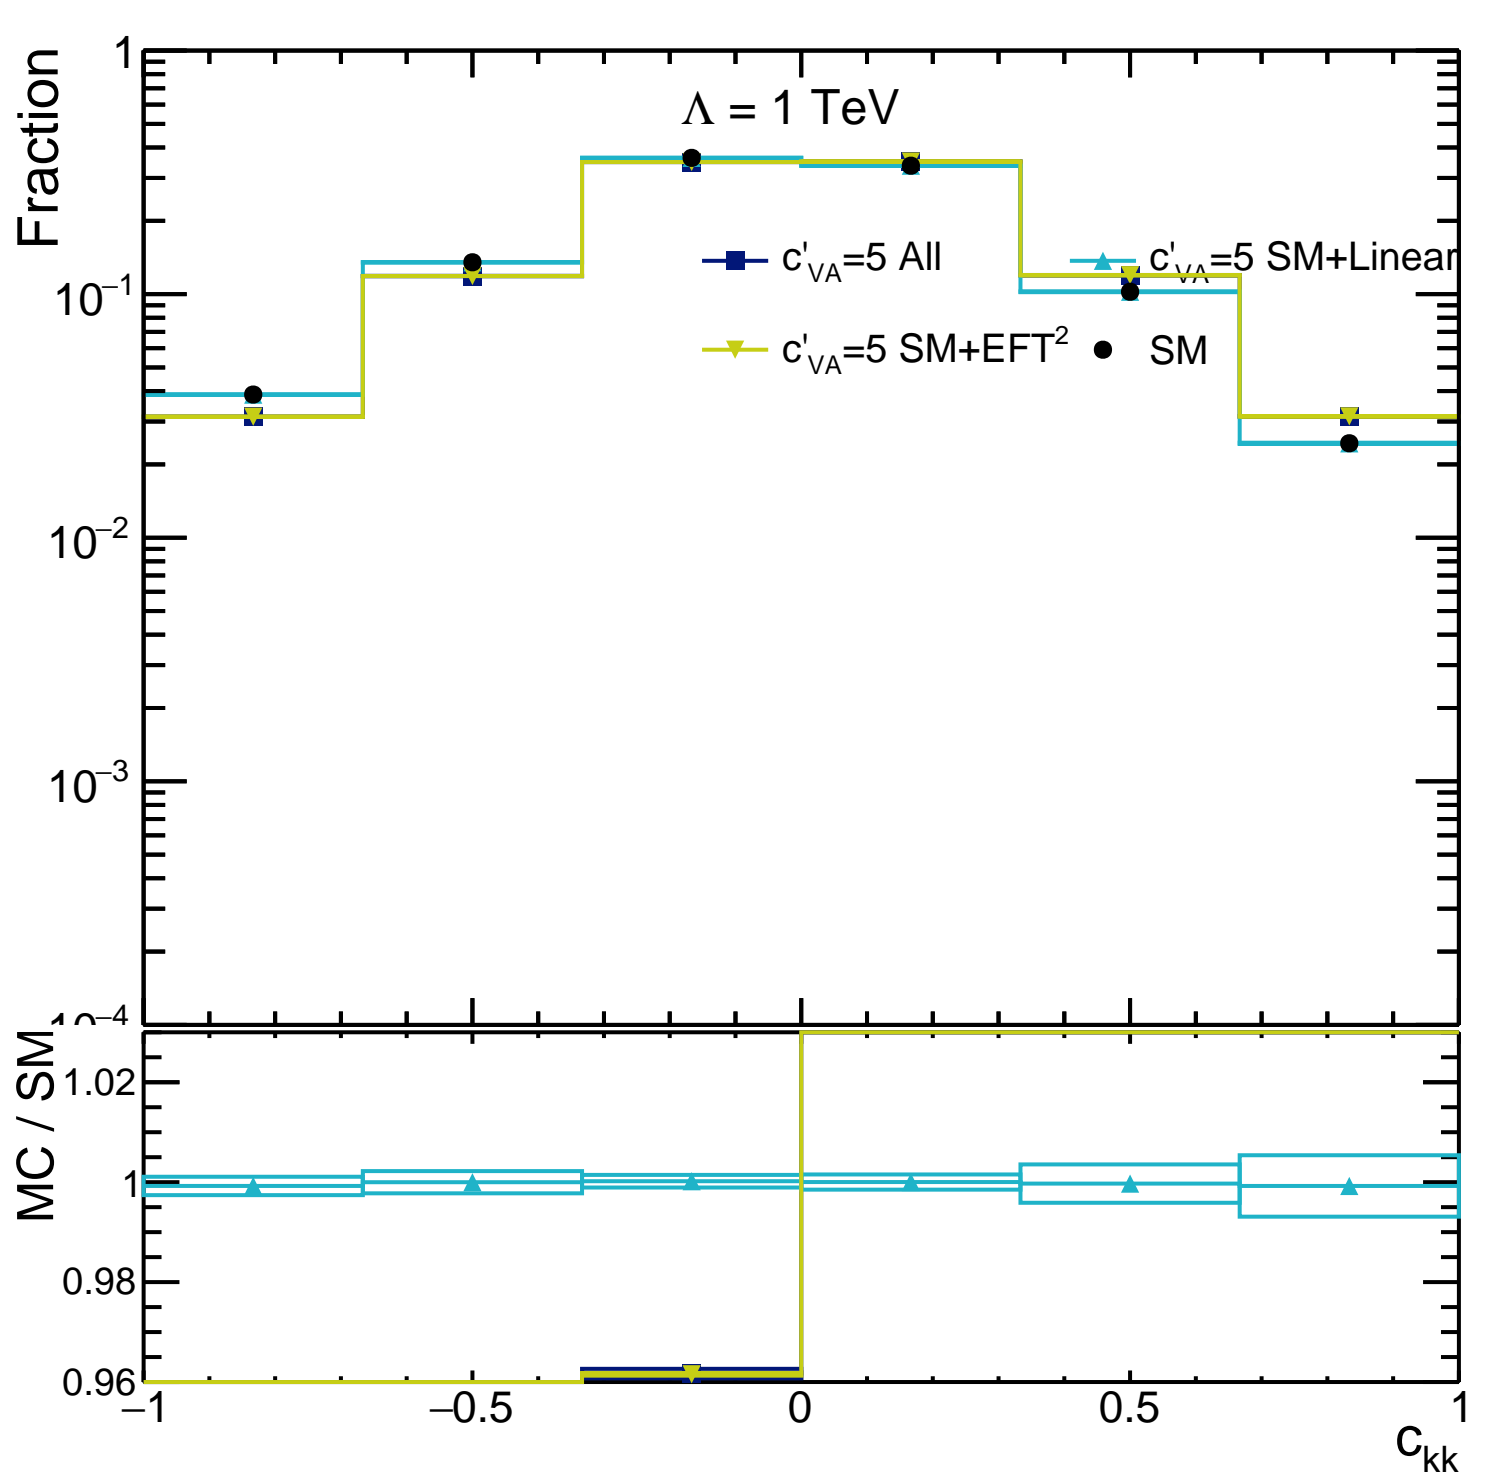 Fraction
1
Λ = 1 TeV
c'VA=5 All
c'VA=5 SM+Linear
10−1
c'VA=5 SM+EFT2
SM
10−2
10−3
10−4
MC / SM
1.02
1
0.98
0.96
−1
−0.5
0
0.5
1
ckk